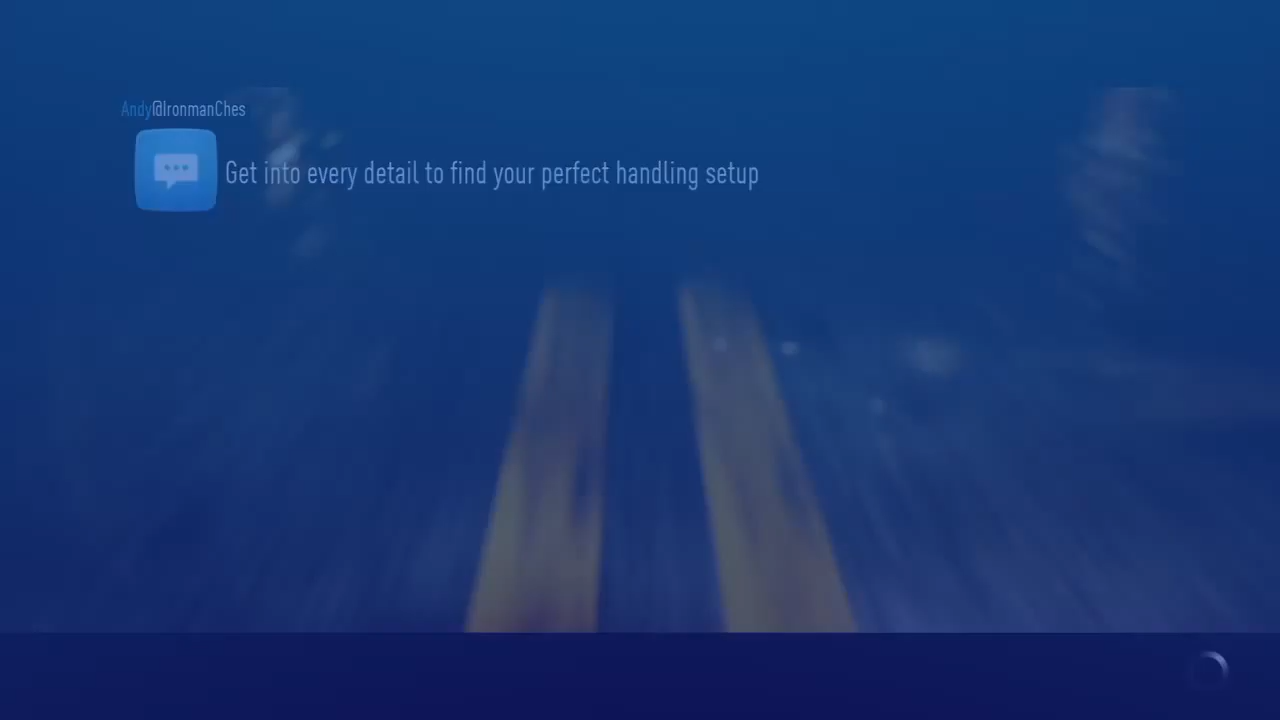 Andy@IronmanChes
Get into every detail to find your perfect handling setup